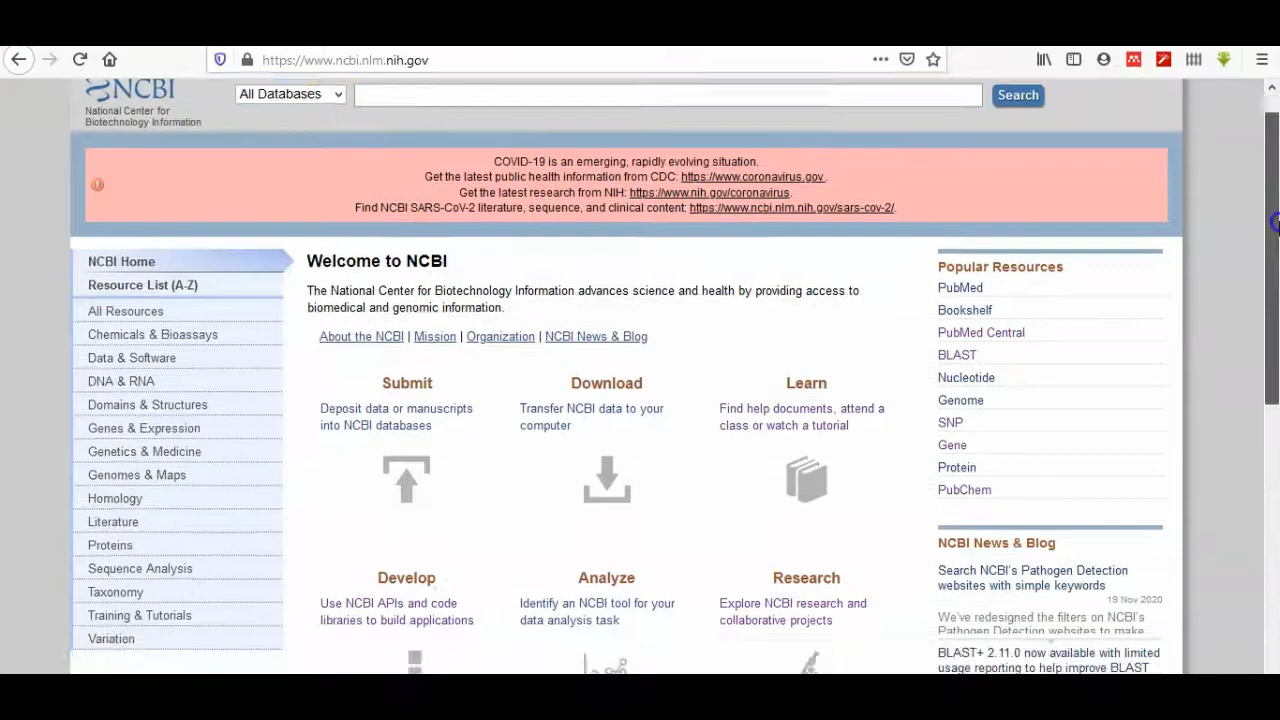 https://www.ncbi.nlm.nih.gov
NCBI
National Center for
Biotechnology Information
All Databases
Search
COVID-19 is an emerging, rapidly evolving situation.
Get the latest public health information from CDC: https://www.coronavirus.gov .
Get the latest research from NIH: https://www.nih.gov/coronavirus.
Find NCBI SARS-CoV-2 literature, sequence, and clinical content: https://www.ncbi.nlm.nih.gov/sars-cov-2/.
NCBI Home
Resource List (A-Z)
All Resources
Chemicals & Bioassays
Data & Software
DNA & RNA
Domains & Structures
Genes & Expression
Genetics & Medicine
Genomes & Maps
Homology
Literature
Proteins
Sequence Analysis
Taxonomy
Training & Tutorials
Variation
Welcome to NCBI
The National Center for Biotechnology Information advances science and health by providing access to
biomedical and genomic information.
About the NCBI | Mission | Organization | NCBI News & Blog
Submit
Deposit data or manuscripts
into NCBI databases
Download
Transfer NCBI data to your
computer
Learn
Find help documents, attend a
class or watch a tutorial
Develop
Use NCBI APIs and code
libraries to build applications
Analyze
Identify an NCBI tool for your
data analysis task
Research
Explore NCBI research and
collaborative projects
Popular Resources
PubMed
Bookshelf
PubMed Central
BLAST
Nucleotide
Genome
SNP
Gene
Protein
PubChem
NCBI News & Blog
Search NCBI's Pathogen Detection
websites with simple keywords
19 Nov 2020
We've redesigned the filters on NCBI's
Pathogen Detection websites to make
BLAST+ 2.11.0 now available with limited
usage reporting to help improve BLAST